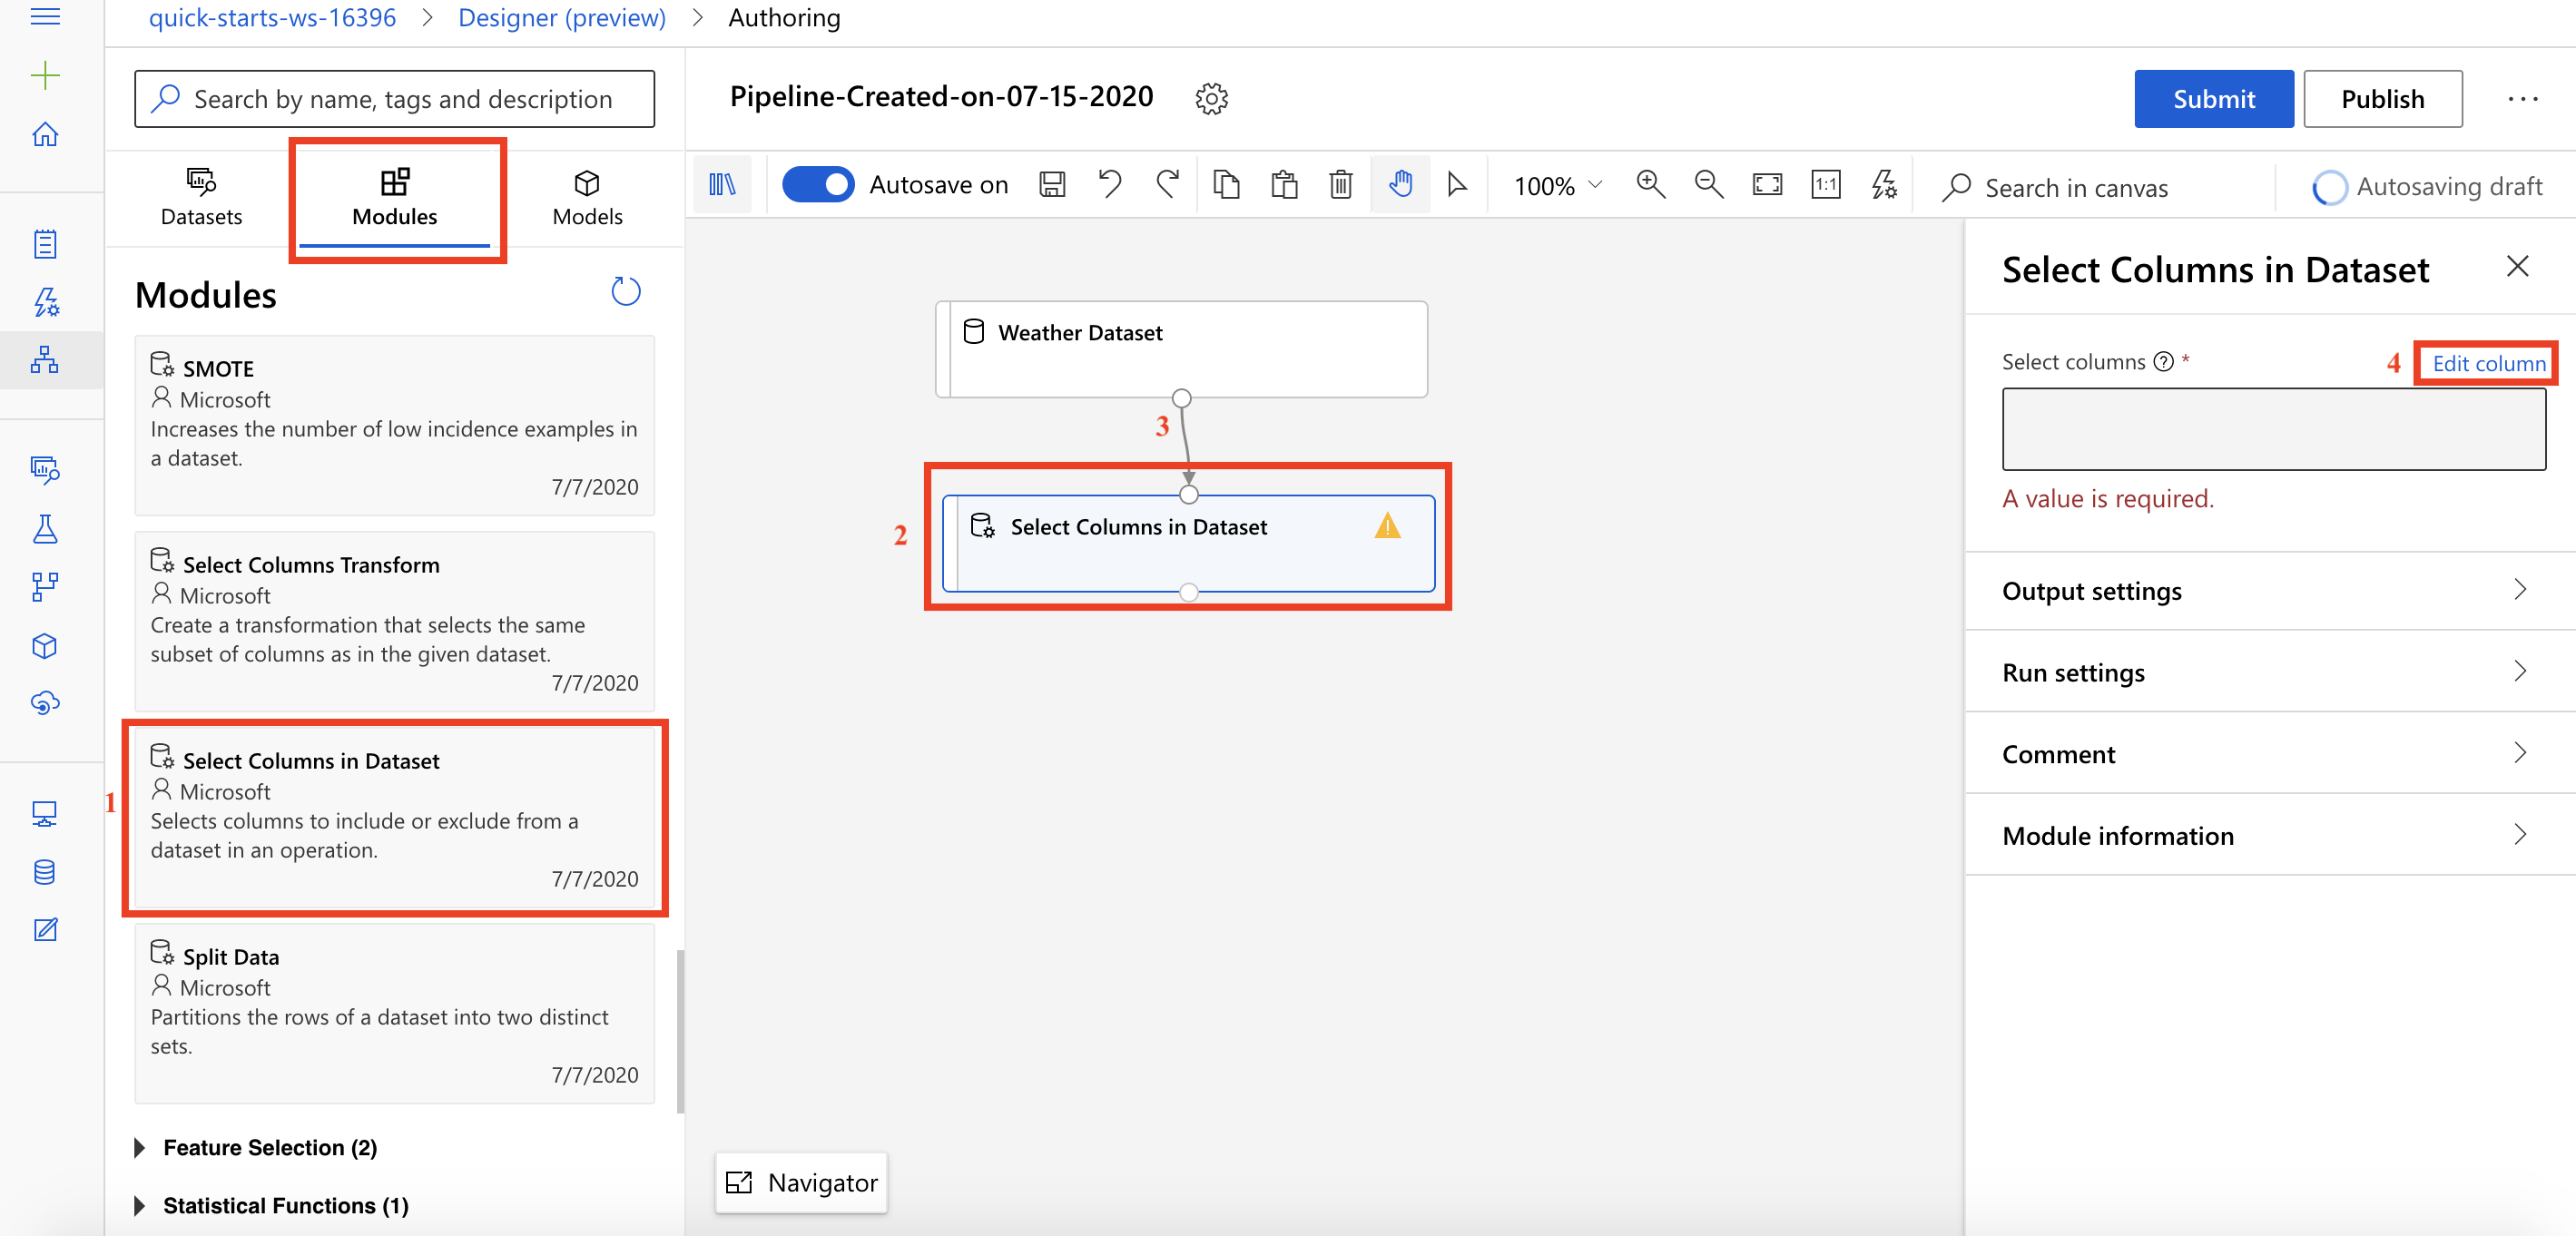 quick-starts-ws-16396 > Designer (preview) > Authoring
Search by name, tags and description
Datasets
Modules
Models
Modules
SMOTE
Microsoft
Increases the number of low incidence examples in
a dataset.
7/7/2020
Select Columns Transform
Microsoft
Create a transformation that selects the same
subset of columns as in the given dataset.
7/7/2020
1
Select Columns in Dataset
Microsoft
Selects columns to include or exclude from a
dataset in an operation.
7/7/2020
Split Data
Microsoft
Partitions the rows of a dataset into two distinct
sets.
7/7/2020
Feature Selection (2)
Statistical Functions (1)
Pipeline-Created-on-07-15-2020
Submit
Publish
Autosave on
100%
1:1
Search in canvas
Autosaving draft
Weather Dataset
3
2
Select Columns in Dataset
Navigator
Select Columns in Dataset
Select columns ? *
4
Edit column
A value is required.
Output settings
Run settings
Comment
Module information